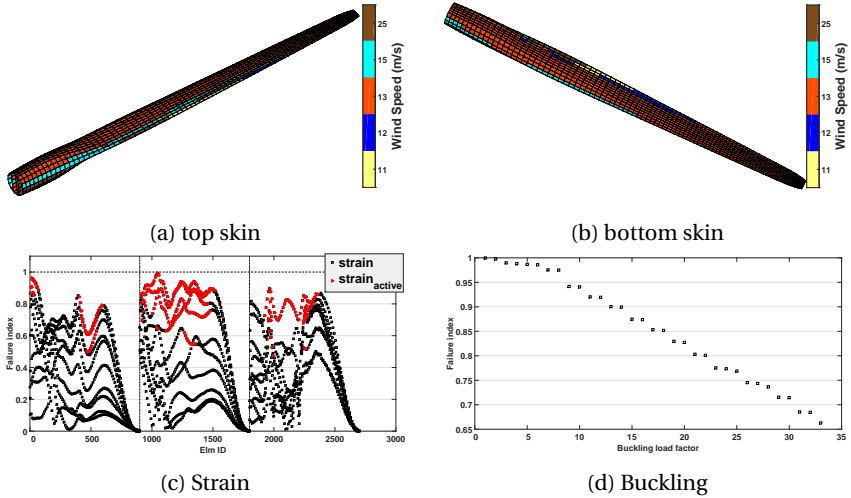 25
15
13
12
11
Wind Speed (m/s)
(a) top skin
25
15
13
12
11
Wind Speed (m/s)
(b) bottom skin
1
0.8
0.6
0.4
0.2
0
Failure index
0 500 1000 1500 2000 2500 3000
Elm ID
strain
strain active
(c) Strain
1
0.95
0.9
0.85
0.8
0.75
0.7
0.65
Failure index
0 5 10 15 20 25 30 35
Buckling load factor
(d) Buckling